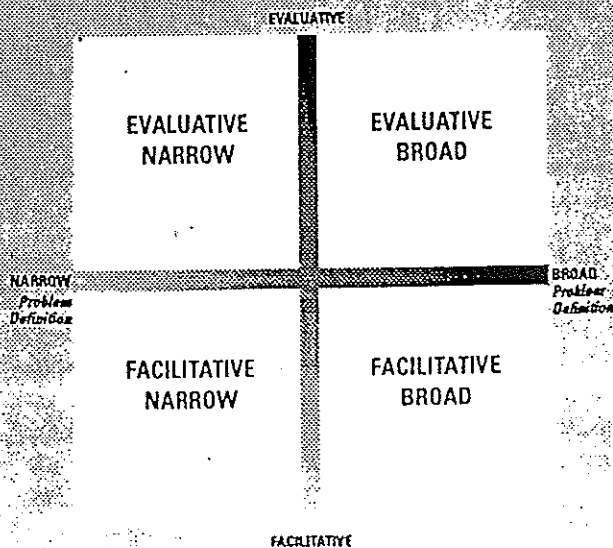 EVALUATIVE
EVALUATIVE
NARROW
EVALUATIVE
BROAD
NARROW
Problem
Definition
BROAD
Problem
Definition
FACILITATIVE
NARROW
FACILITATIVE
BROAD
FACILITATIVE